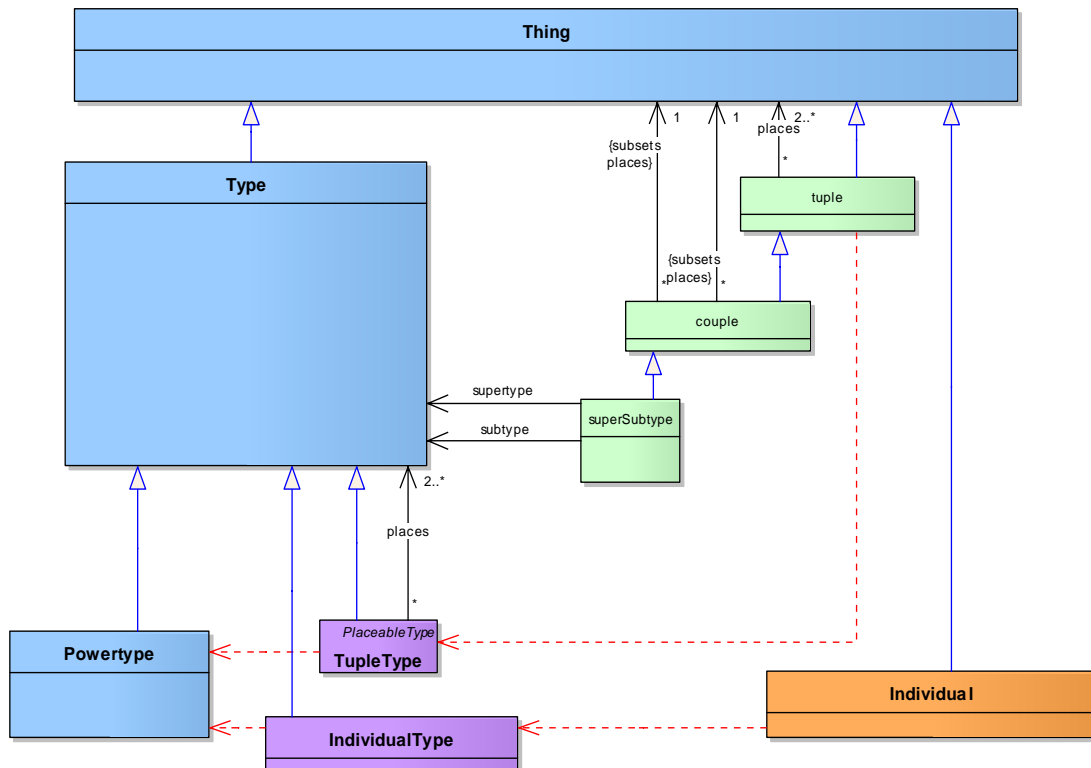 Thing
1
1
2..*
places
{subsets
places}
*
Type
tuple
{subsets
places}
*
*
couple
supertype
superSubtype
subtype
2..*
places
*
PlaceableType
TupleType
Powertype
Individual
IndividualType